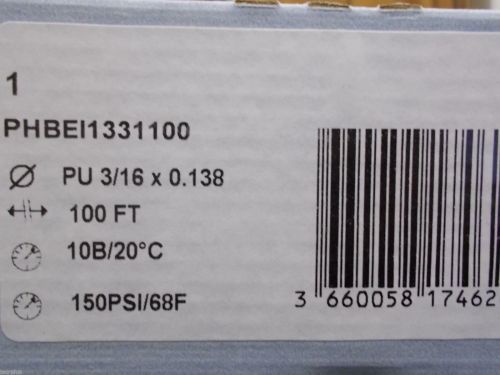 1
PHBEI1331100
Ø PU 3/16 x 0.138
100 FT
10B/20°C
150PSI/68F
3 660058 17462